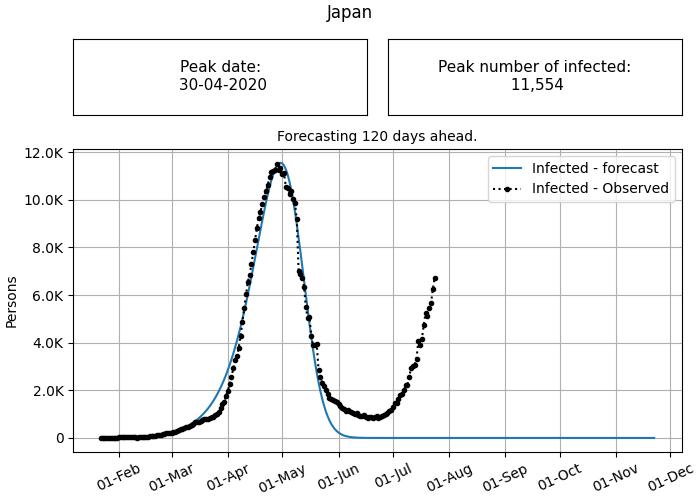 Japan
Peak date:
30-04-2020
Peak number of infected:
11,554
Forecasting 120 days ahead.
12.0K
10.0K
8.0K
6.0K
4.0K
2.0K
0
Persons
Infected - forecast
Infected - Observed
01-Feb
01-Mar
01-Apr
01-May
01-Jun
01-Jul
01-Aug
01-Sep
01-Oct
01-Nov
01-Dec